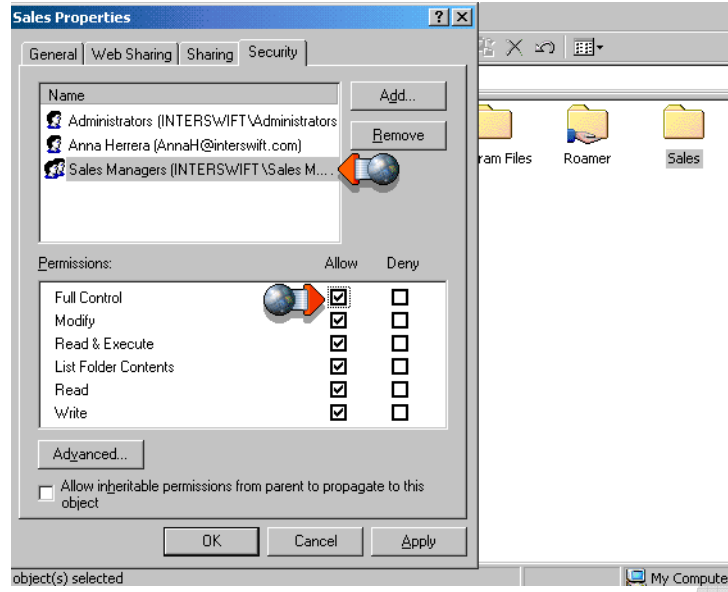 Sales Properties
General
Web Sharing
Sharing
Security
Name
Administrators (INTERSWIFT\Administrators
Anna Herrera (AnnaH@interswift.com)
Sales Managers (INTERSWIFT\Sales M... .
Add...
Remove
Permissions:
Allow
Deny
Full Control
Modify
Read & Execute
List Folder Contents
Read
Write
Advanced...
Allow inheritable permissions from parent to propagate to this
object
OK
Cancel
Apply
ram Files
Roamer
Sales
object(s) selected
My Compute